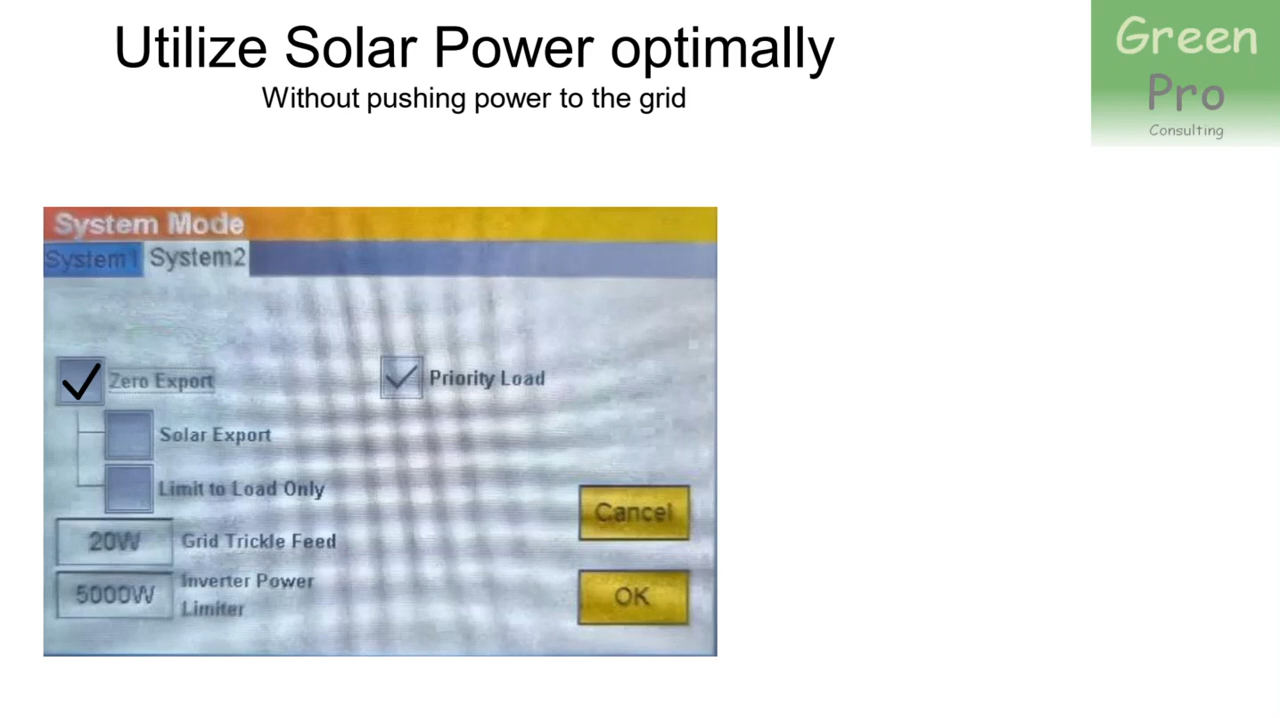 Utilize Solar Power optimally
Without pushing power to the grid
Green
Pro
Consulting
System Mode
System1 System2
Zero Export
Priority Load
Solar Export
Limit to Load Only
20W Grid Trickle Feed
5000W Inverter Power
Limiter
Cancel
OK